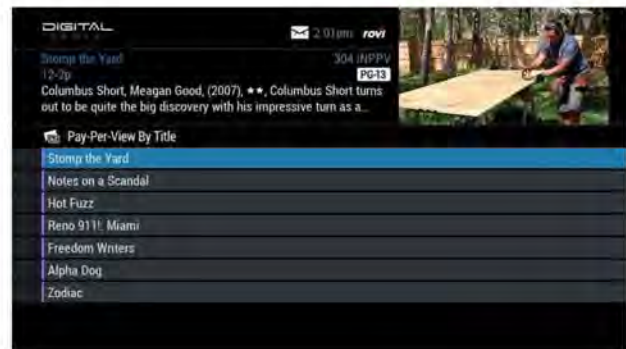 DIGITAL
2:01pm rovi
Stomp the Yard 304 INPPV
12-2p PG-13
Columbus Short, Meagan Good, (2007), ★★, Columbus Short turns
out to be quite the big discovery with his impressive turn as a...
Pay-Per-View By Title
Stomp the Yard
Notes on a Scandal
Hot Fuzz
Reno 911!: Miami
Freedom Writers
Alpha Dog
Zodiac